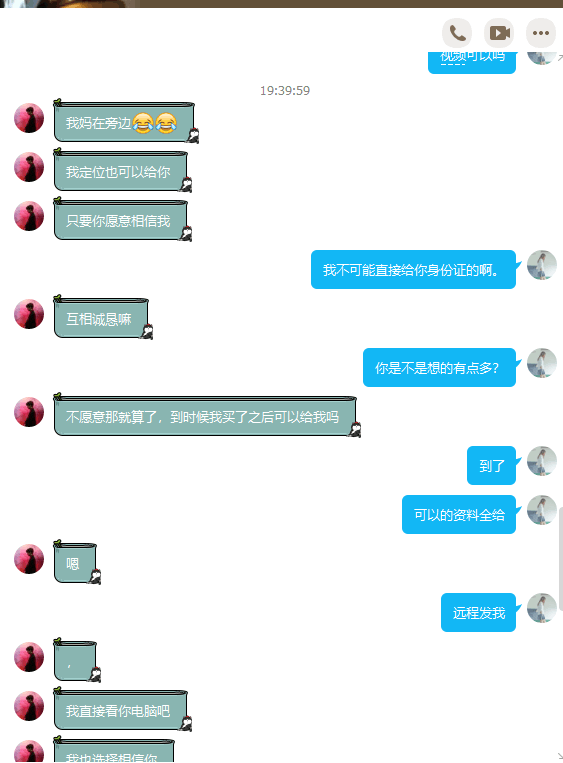 视频可以吗
19:39:59
我妈在旁边😂😂
我定位也可以给你
只要你愿意相信我
我不可能直接给你身份证的啊。
互相诚恳嘛
你是不是想的有点多?
不愿意那就算了，到时候我买了之后可以给我吗
到了
可以的资料全给
嗯
远程发我
，
我直接看你电脑吧
我也选择相信你